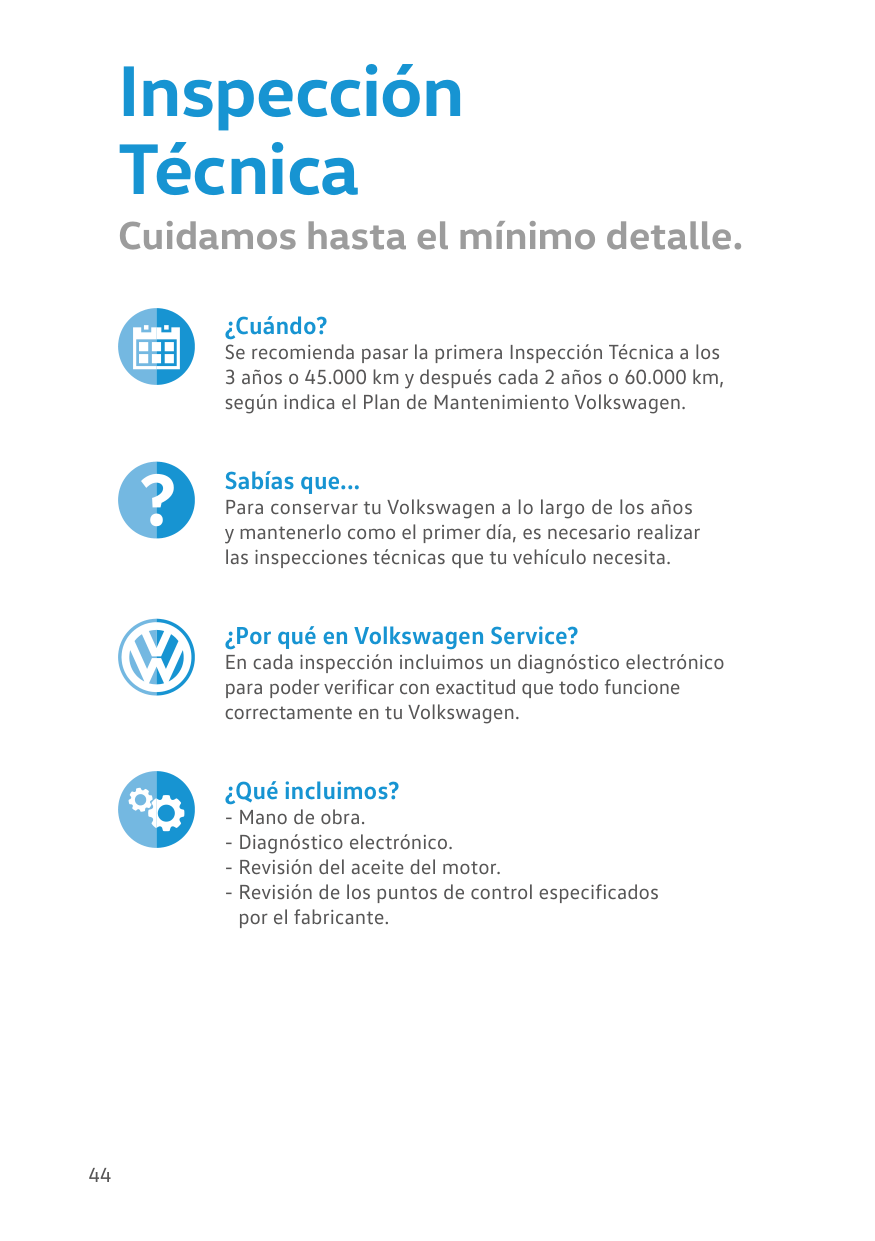 Inspección
Técnica
Cuidamos hasta el mínimo detalle.
¿Cuándo?
Se recomienda pasar la primera Inspección Técnica a los
3 años o 45.000 km y después cada 2 años o 60.000 km,
según indica el Plan de Mantenimiento Volkswagen.
Sabías que...
Para conservar tu Volkswagen a lo largo de los años
y mantenerlo como el primer día, es necesario realizar
las inspecciones técnicas que tu vehículo necesita.
¿Por qué en Volkswagen Service?
En cada inspección incluimos un diagnóstico electrónico
para poder verificar con exactitud que todo funcione
correctamente en tu Volkswagen.
¿Qué incluimos?
- Mano de obra.
- Diagnóstico electrónico.
- Revisión del aceite del motor.
- Revisión de los puntos de control especificados
por el fabricante.
44